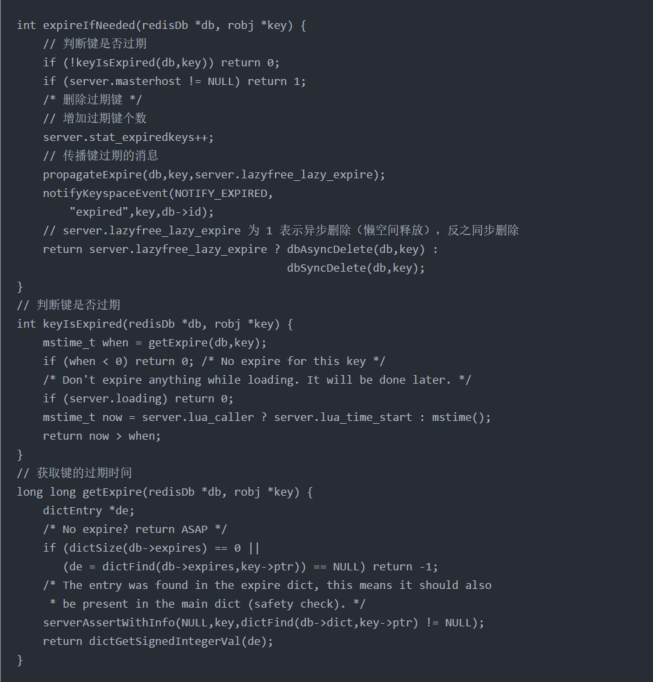 int expireIfNeeded(redisDb *db, robj *key) {
    // 判断键是否过期
    if (!keyIsExpired(db,key)) return 0;
    if (server.masterhost != NULL) return 1;
    /* 删除过期键 */
    // 增加过期键个数
    server.stat_expiredkeys++;
    // 传播键过期的消息
    propagateExpire(db,key,server.lazyfree_lazy_expire);
    notifyKeyspaceEvent(NOTIFY_EXPIRED,
        "expired",key,db->id);
    // server.lazyfree_lazy_expire 为 1 表示异步删除（懒空间释放），反之同步删除
    return server.lazyfree_lazy_expire ? dbAsyncDelete(db,key) :
                                         dbSyncDelete(db,key);
}
// 判断键是否过期
int keyIsExpired(redisDb *db, robj *key) {
    mstime_t when = getExpire(db,key);
    if (when < 0) return 0; /* No expire for this key */
    /* Don't expire anything while loading. It will be done later. */
    if (server.loading) return 0;
    mstime_t now = server.lua_caller ? server.lua_time_start : mstime();
    return now > when;
}
// 获取键的过期时间
long long getExpire(redisDb *db, robj *key) {
    dictEntry *de;
    /* No expire? return ASAP */
    if (dictSize(db->expires) == 0 ||
       (de = dictFind(db->expires,key->ptr)) == NULL) return -1;
    /* The entry was found in the expire dict, this means it should also
     * be present in the main dict (safety check). */
    serverAssertWithInfo(NULL,key,dictFind(db->dict,key->ptr) != NULL);
    return dictGetSignedIntegerVal(de);
}